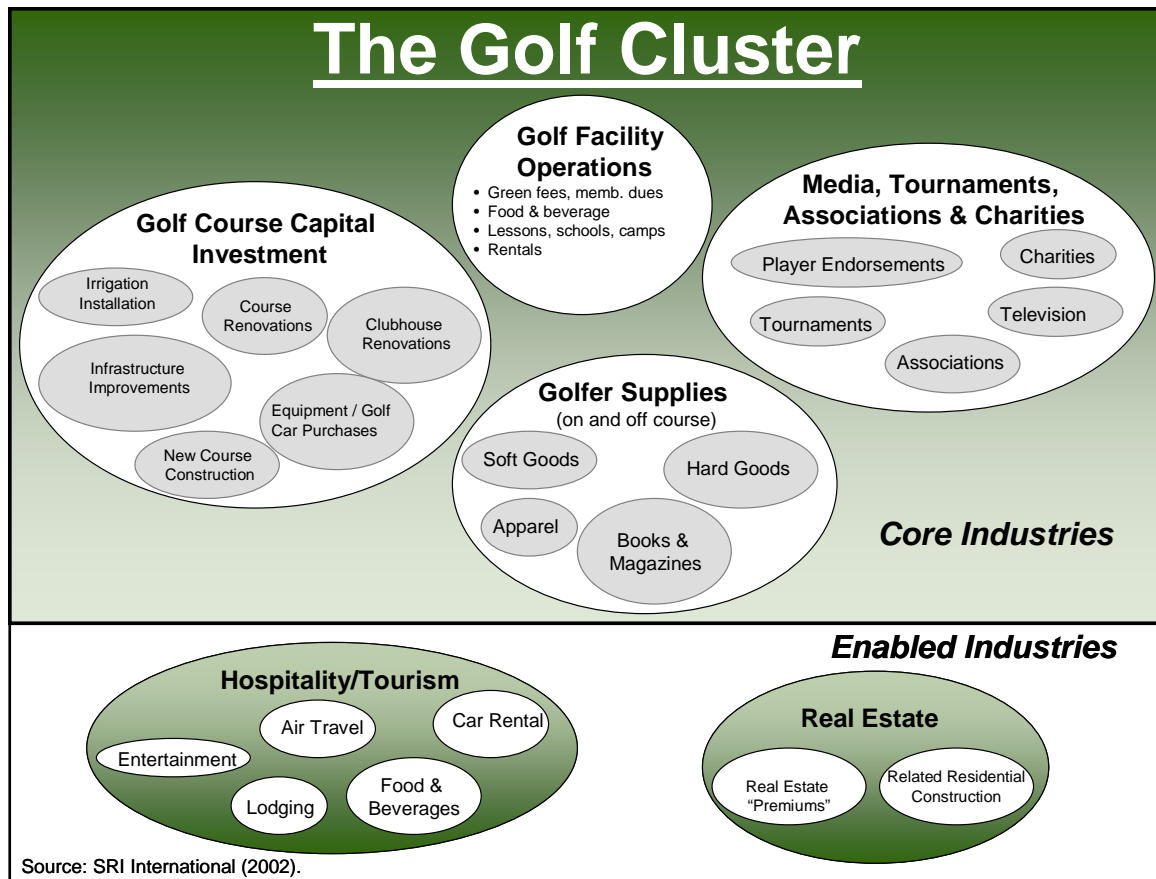 The Golf Cluster
Golf Facility
Operations
• Green fees, memb. dues
• Food & beverage
• Lessons, schools, camps
• Rentals
Golf Course Capital
Investment
Irrigation
Installation
Course
Renovations
Clubhouse
Renovations
Infrastructure
Improvements
Equipment / Golf
Car Purchases
New Course
Construction
Media, Tournaments,
Associations & Charities
Player Endorsements
Charities
Tournaments
Television
Associations
Golfer Supplies
(on and off course)
Soft Goods
Hard Goods
Apparel
Books &
Magazines
Core Industries
Enabled Industries
Hospitality/Tourism
Air Travel
Car Rental
Entertainment
Lodging
Food &
Beverages
Real Estate
Real Estate
“Premiums”
Related Residential
Construction
Source: SRI International (2002).